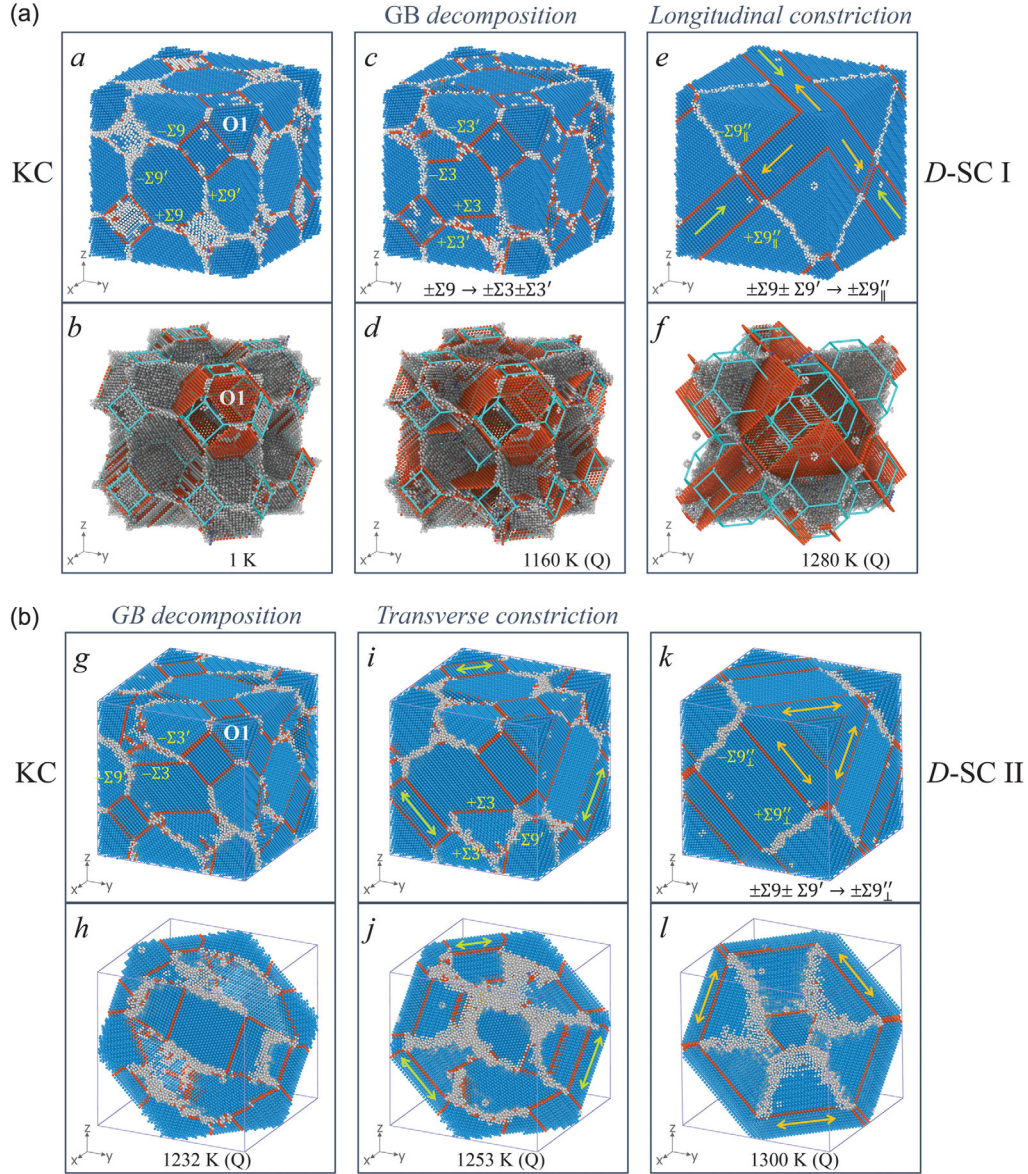 (a)
GB decomposition
Longitudinal constriction
KC
D-SC I
a
−Σ9
O1
−Σ9′
+Σ9′
+Σ9
z
x
y
c
−Σ3′
−Σ3
+Σ3
+Σ3′
z
x
y
±Σ9 → ±Σ3±Σ3′
e
−Σ9″∥
+Σ9″∥
z
x
y
±Σ9± Σ9′ → ±Σ9″∥
b
O1
z
x
y
1 K
d
z
x
y
1160 K (Q)
f
z
x
y
1280 K (Q)
(b)
GB decomposition
Transverse constriction
KC
D-SC II
g
O1
−Σ3′
−Σ9′
−Σ3
z
x
y
i
+Σ3
+Σ9′
+Σ3′
z
x
y
k
−Σ9″⊥
+Σ9″⊥
z
x
y
±Σ9± Σ9′ → ±Σ9″⊥
h
z
x
y
1232 K (Q)
j
z
x
y
1253 K (Q)
l
z
x
y
1300 K (Q)